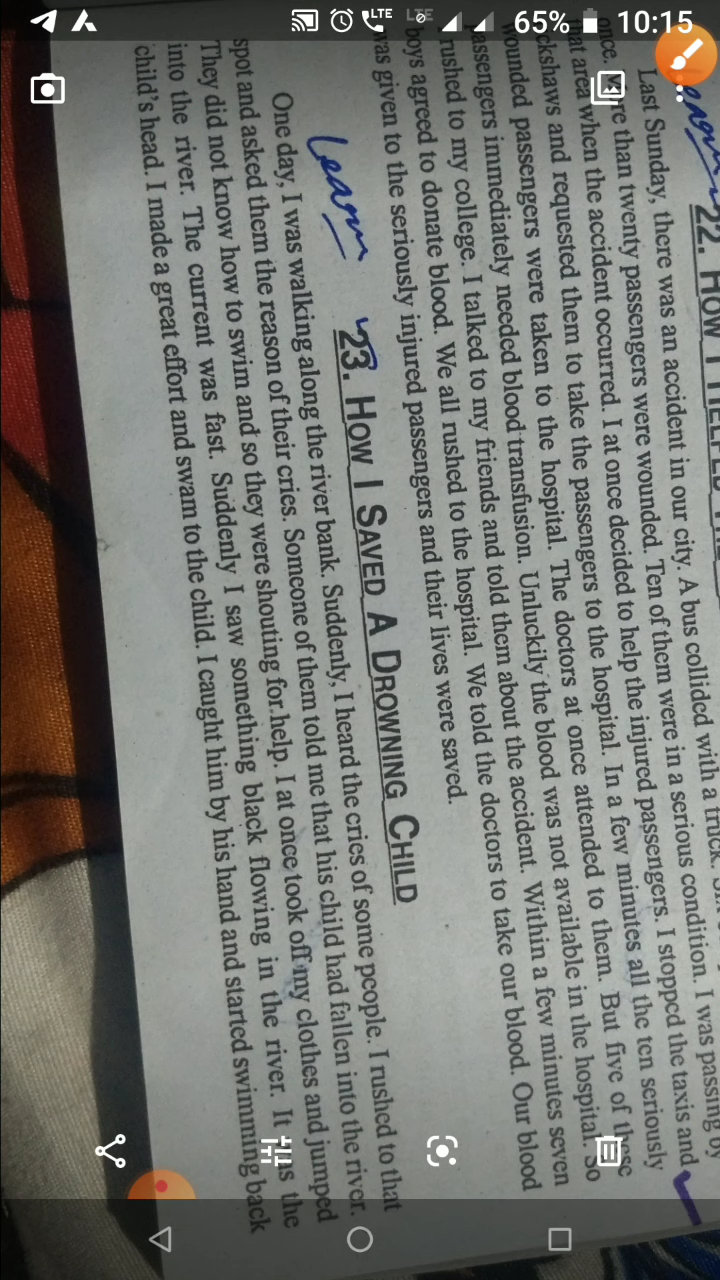 LTE
65%
10:15
Learn
22. HOW I HELPED
Last Sunday, there was an accident in our city. A bus collided with a truck.
once. More than twenty passengers were wounded. Ten of them were in a serious condition. I was passing by
that area when the accident occurred. I at once decided to help the injured passengers. I stopped the taxis and
ckshaws and requested them to take the passengers to the hospital. In a few minutes all the ten seriously
wounded passengers were taken to the hospital. The doctors at once attended to them. But five of these
passengers immediately needed blood transfusion. Unluckily the blood was not available in the hospital. So
rushed to my college. I talked to my friends and told them about the accident. Within a few minutes seven
boys agreed to donate blood. We all rushed to the hospital. We told the doctors to take our blood. Our blood
was given to the seriously injured passengers and their lives were saved.
Learn
23. HOW I SAVED A DROWNING CHILD
One day, I was walking along the river bank. Suddenly, I heard the cries of some people. I rushed to that
spot and asked them the reason of their cries. Someone of them told me that his child had fallen into the river.
They did not know how to swim and so they were shouting for help. I at once took off my clothes and jumped
into the river. The current was fast. Suddenly I saw something black flowing in the river. It was the
child's head. I made a great effort and swam to the child. I caught him by his hand and started swimming back